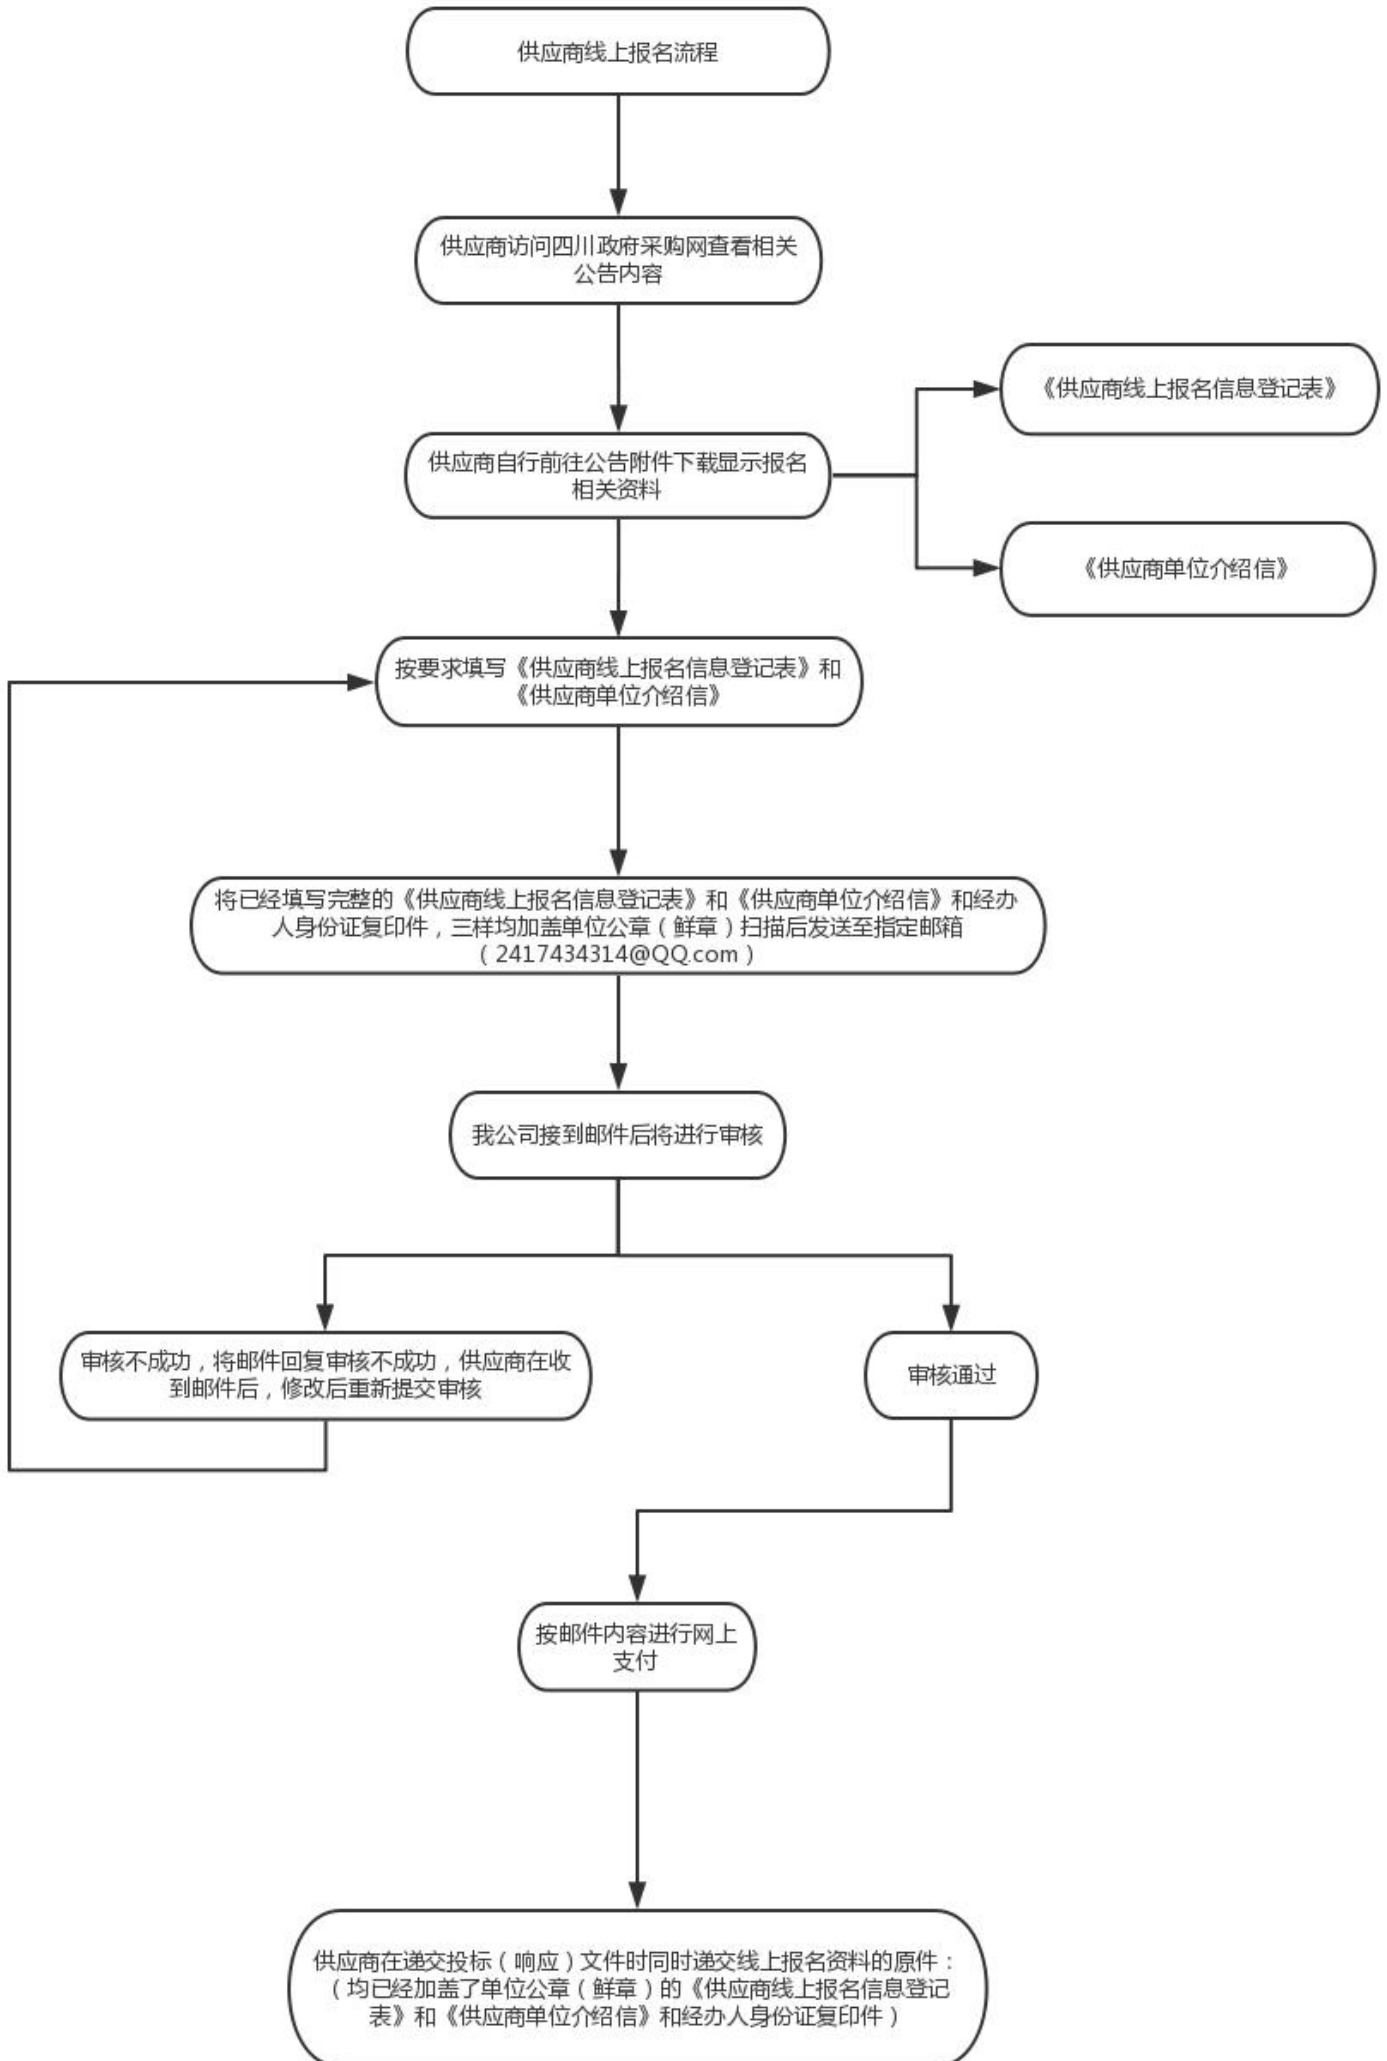 供应商线上报名流程
供应商访问四川政府采购网查看相关
公告内容
《供应商线上报名信息登记表》
供应商自行前往公告附件下载显示报名
相关资料
《供应商单位介绍信》
按要求填写《供应商线上报名信息登记表》和
《供应商单位介绍信》
将已经填写完整的《供应商线上报名信息登记表》和《供应商单位介绍信》和经办
人身份证复印件，三样均加盖单位公章（鲜章）扫描后发送至指定邮箱
（2417434314@QQ.com）
我公司接到邮件后将进行审核
审核不成功，将邮件回复审核不成功，供应商在收
到邮件后，修改后重新提交审核
审核通过
按邮件内容进行网上
支付
供应商在递交投标（响应）文件时同时递交线上报名资料的原件：
（均已经加盖了单位公章（鲜章）的《供应商线上报名信息登记
表》和《供应商单位介绍信》和经办人身份证复印件）